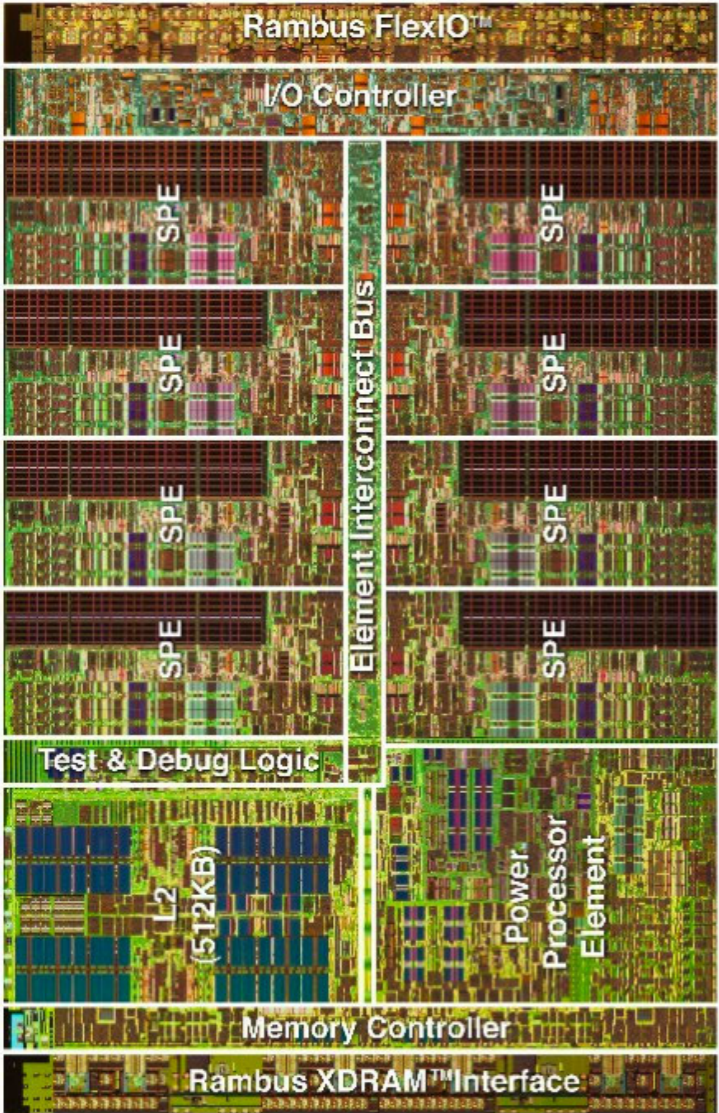 Rambus FlexIO™
I/O Controller
SPE
SPE
SPE
SPE
SPE
SPE
SPE
SPE
Element Interconnect Bus
Test & Debug Logic
L2
(512KB)
Power
Processor
Element
Memory Controller
Rambus XDRAM™Interface